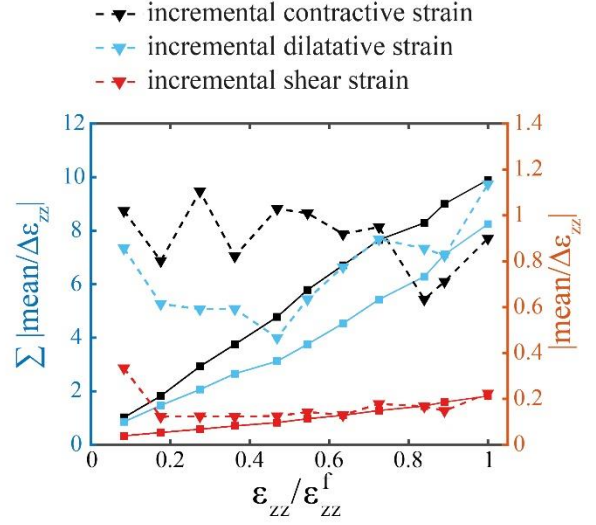 incremental contractive strain
incremental dilatative strain
incremental shear strain
12
10
8
6
4
2
0
∑ |mean/Δε_zz|
1.4
1.2
1
0.8
0.6
0.4
0.2
0
|mean/Δε_zz|
0 0.2 0.4 0.6 0.8 1
ε_zz/ε_zz^f